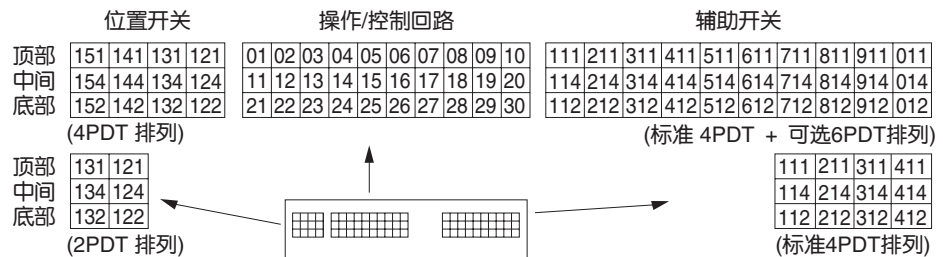 位置开关 操作/控制回路 辅助开关
顶部 151 141 131 121 01 02 03 04 05 06 07 08 09 10 111 211 311 411 511 611 711 811 911 011
中间 154 144 134 124 11 12 13 14 15 16 17 18 19 20 114 214 314 414 514 614 714 814 914 014
底部 152 142 132 122 21 22 23 24 25 26 27 28 29 30 112 212 312 412 512 612 712 812 912 012
(4PDT 排列) (标准 4PDT + 可选6PDT排列)
顶部 131 121 111 211 311 411
中间 134 124 114 214 314 414
底部 132 122 112 212 312 412
(2PDT 排列) (标准4PDT排列)